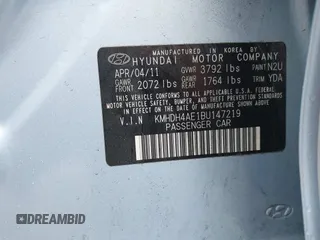 MANUFACTURED IN KOREA BY
HYUNDAI MOTOR COMPANY
APR/04/11 GVWR 3792 lbs PAINT N2U
GAWR FRONT 2072 lbs GAWR REAR 1764 lbs TRIM YDA
THIS VEHICLE CONFORMS TO ALL APPLICABLE
FEDERAL MOTOR VEHICLE SAFETY, BUMPER, AND
THEFT PREVENTION STANDARDS IN EFFECT ON
THE DATE OF MANUFACTURE SHOWN ABOVE.
V.I.N KMHDH4AE1BU147219
PASSENGER CAR
DREAMBID